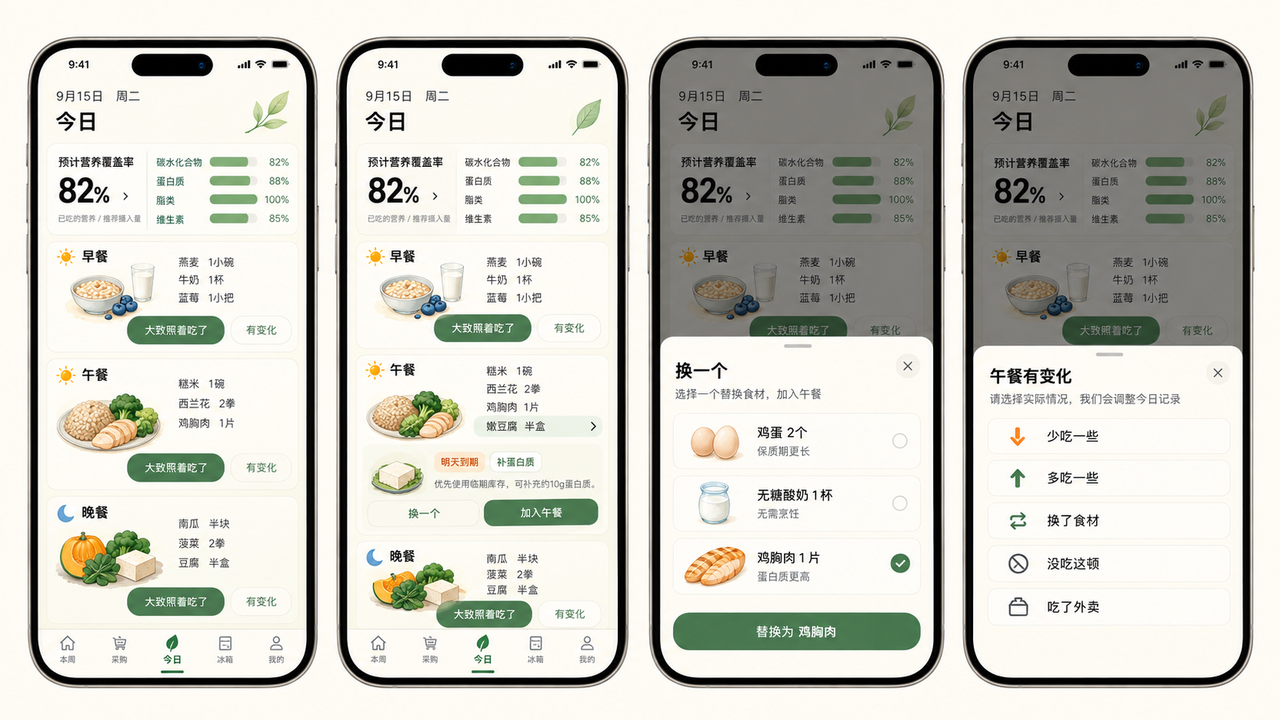 9:41
9月15日 周二
今日
预计营养覆盖率
82%
已吃的营养 / 推荐摄入量
碳水化合物 82%
蛋白质 88%
脂类 100%
维生素 85%
早餐
燕麦 1小碗
牛奶 1杯
蓝莓 1小把
大致照着吃了 有变化
午餐
糙米 1碗
西兰花 2拳
鸡胸肉 1片
大致照着吃了 有变化
晚餐
南瓜 半块
菠菜 2拳
豆腐 半盒
大致照着吃了 有变化
本周 采购 今日 冰箱 我的
9:41
9月15日 周二
今日
预计营养覆盖率
82%
已吃的营养 / 推荐摄入量
碳水化合物 82%
蛋白质 88%
脂类 100%
维生素 85%
早餐
燕麦 1小碗
牛奶 1杯
蓝莓 1小把
大致照着吃了 有变化
午餐
糙米 1碗
西兰花 2拳
鸡胸肉 1片
嫩豆腐 半盒
明天到期 补蛋白质
优先使用临期库存，可补充约10g蛋白质。
换一个 加入午餐
晚餐
南瓜 半块
菠菜 2拳
豆腐 半盒
大致照着吃了 有变化
本周 采购 今日 冰箱 我的
9:41
9月15日 周二
今日
预计营养覆盖率
82%
已吃的营养 / 推荐摄入量
碳水化合物 82%
蛋白质 88%
脂类 100%
维生素 85%
早餐
燕麦 1小碗
牛奶 1杯
蓝莓 1小把
大致照着吃了 有变化
换一个
选择一个替换食材，加入午餐
鸡蛋 2个
保质期更长
无糖酸奶 1杯
无需烹饪
鸡胸肉 1片
蛋白质更高
替换为 鸡胸肉
9:41
9月15日 周二
今日
预计营养覆盖率
82%
已吃的营养 / 推荐摄入量
碳水化合物 82%
蛋白质 88%
脂类 100%
维生素 85%
早餐
燕麦 1小碗
牛奶 1杯
蓝莓 1小把
大致照着吃了 有变化
午餐有变化
请选择实际情况，我们会调整今日记录
少吃一些
多吃一些
换了食材
没吃这顿
吃了外卖